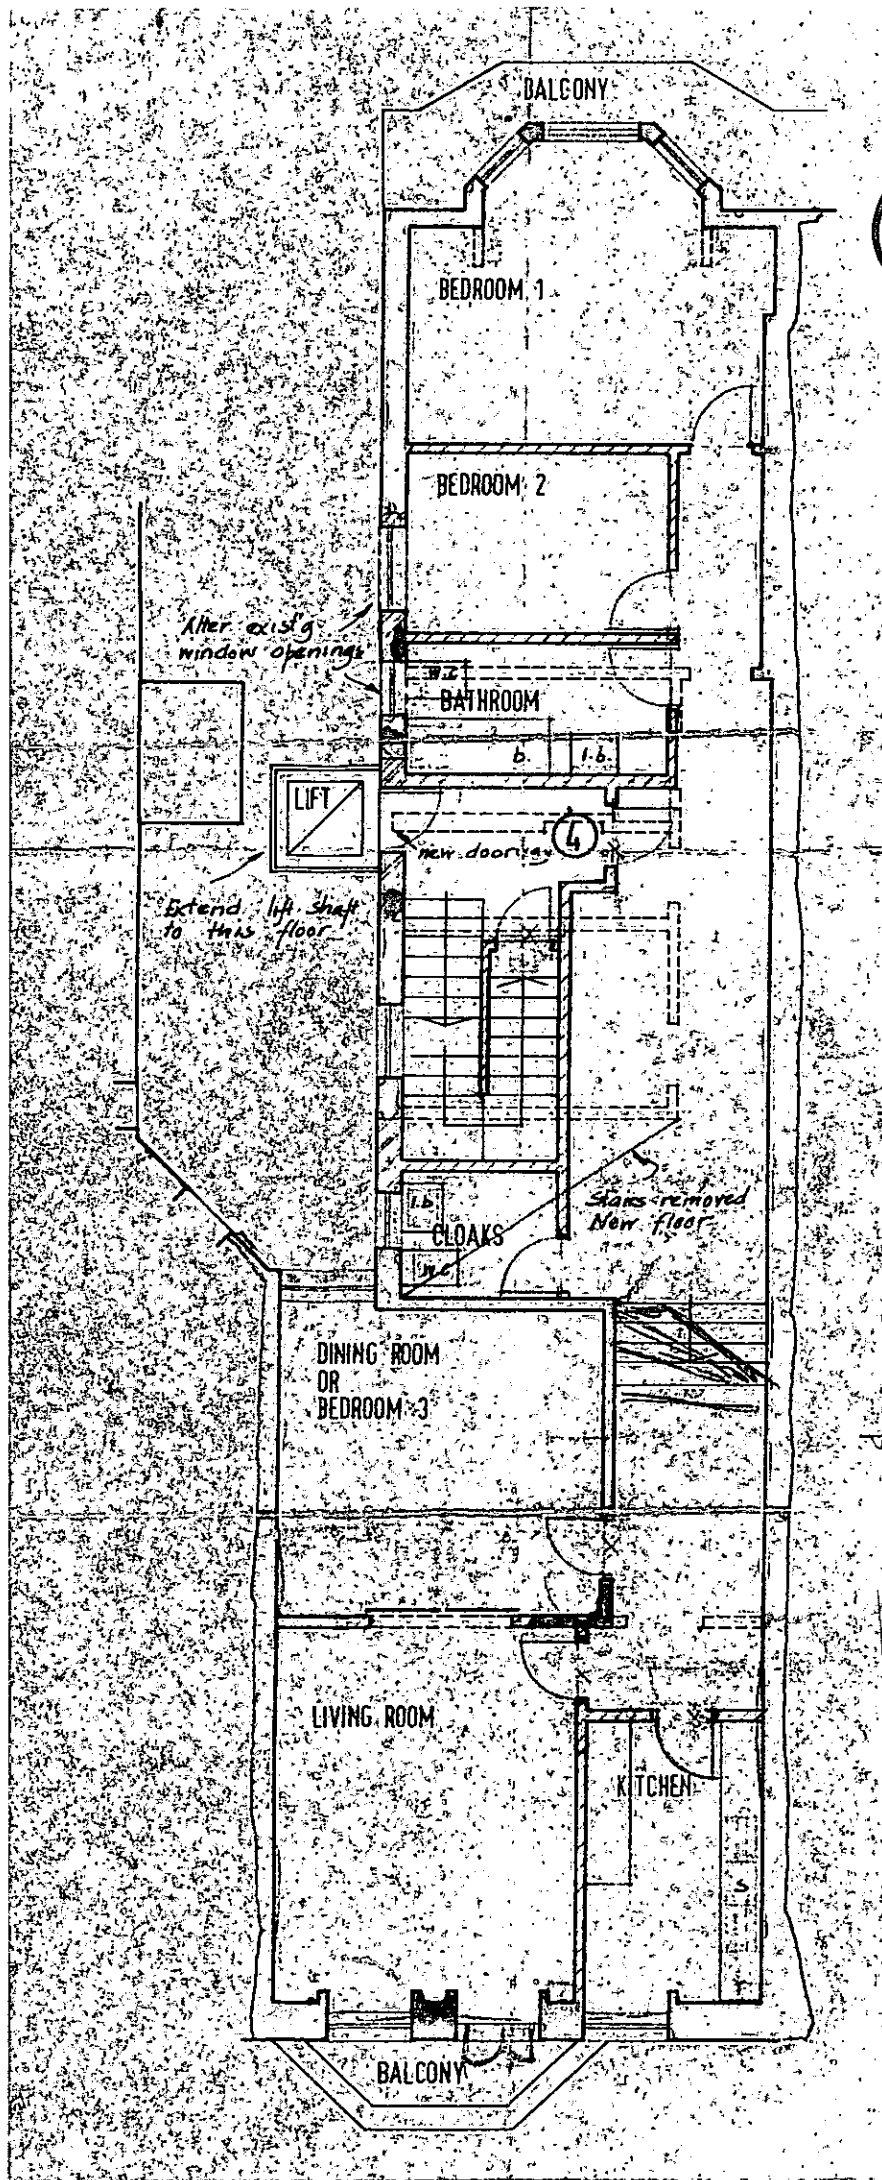 BALCONY
BEDROOM 1
BEDROOM 2
Alter exist'g
window openings
w.c
BATHROOM
b
l.b
LIFT
4
new doorway
Extend lift shaft
to this floor
Stairs removed
New floor
l.b
CLOAKS
w.c
DINING ROOM
OR
BEDROOM 3
LIVING ROOM
KITCHEN
S
BALCONY